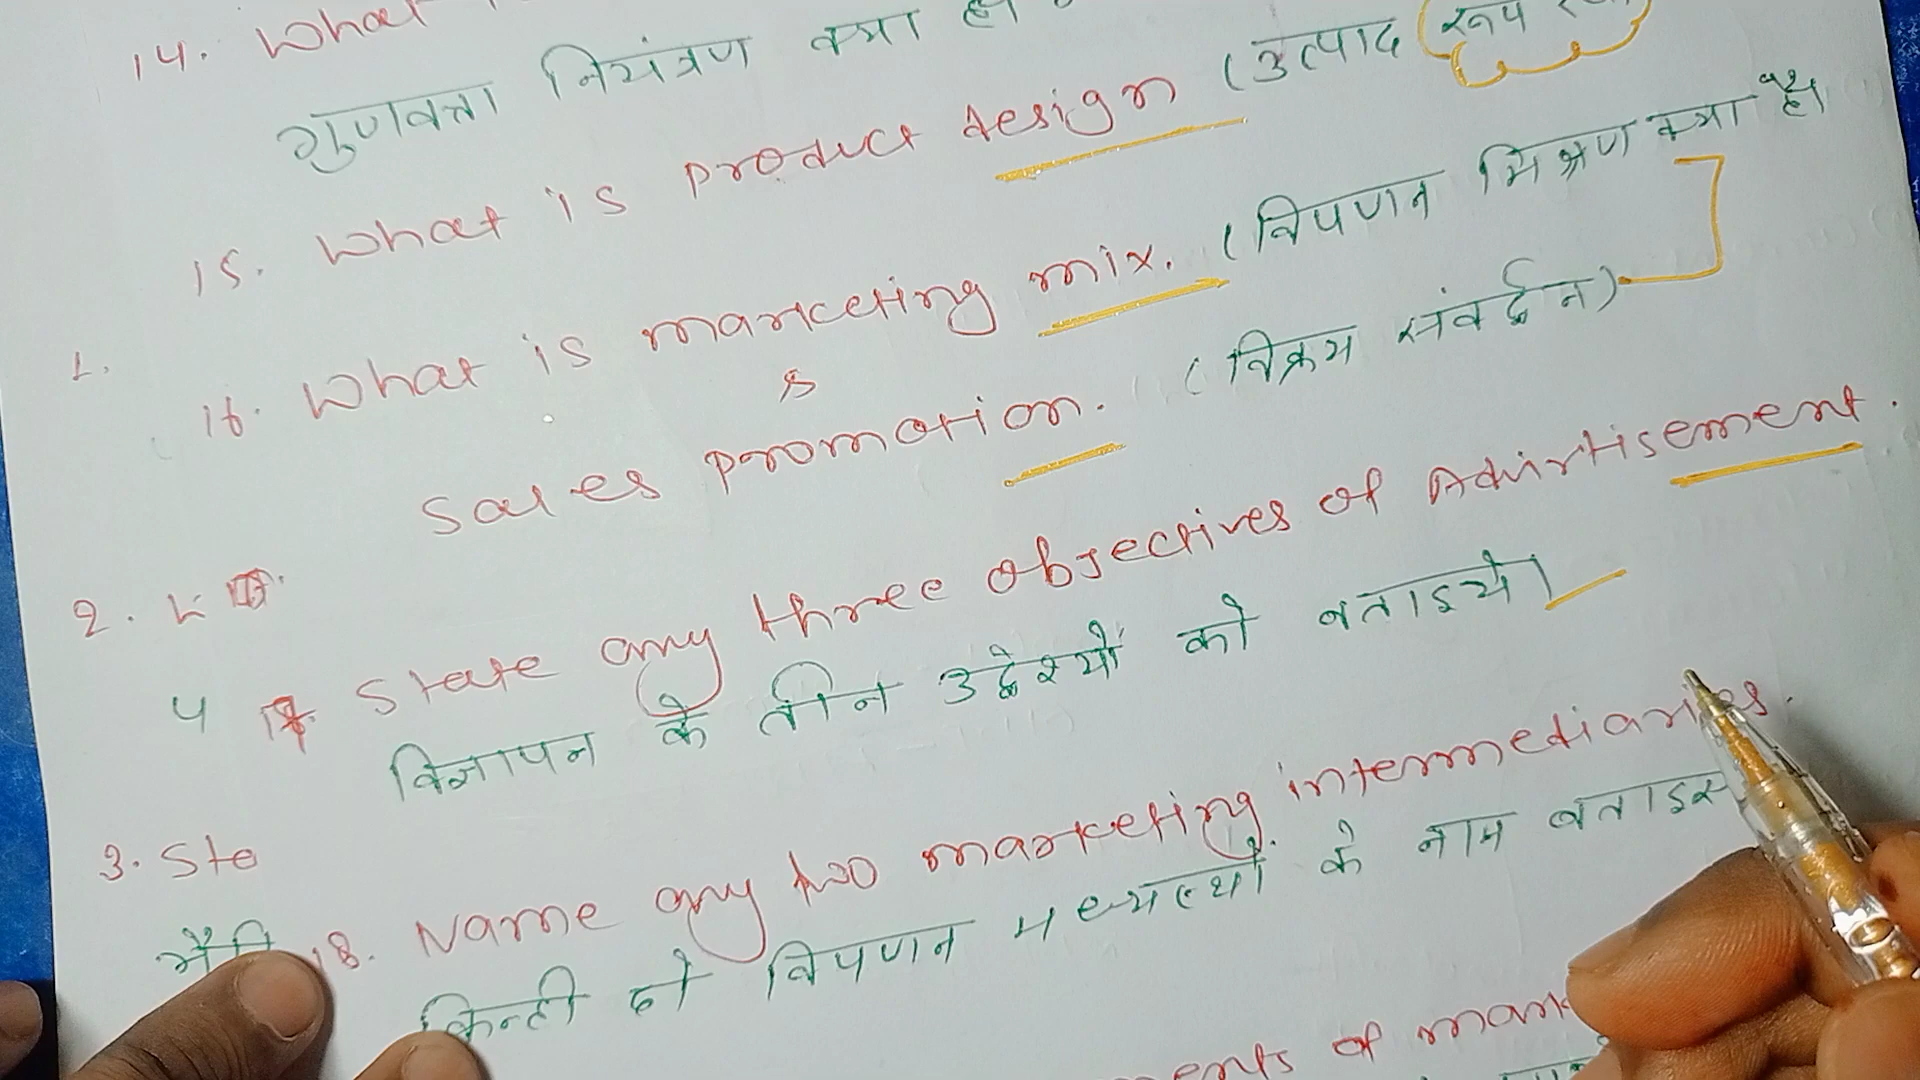 14. What
गुणवत्ता नियंत्रण क्या है
15. What is product design (उत्पाद रूप
1.
16. What is marketing mix. (विपणन मिश्रण क्या है।
&
Sales promotion. (विक्रय संवर्द्धन)
2.
17 State any three objectives of Advirtisement.
4
विज्ञापन के तीन उद्देश्यों को बताइये।
3. Ste
18. Name any two marketing intermediaries.
किन्ही दो विपणन मध्यस्थों के नाम
of